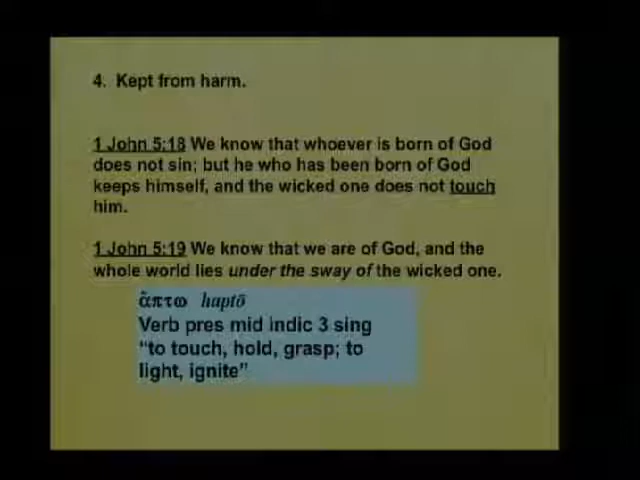 4. Kept from harm.
1 John 5:18 We know that whoever is born of God
does not sin; but he who has been born of God
keeps himself, and the wicked one does not touch
him.
1 John 5:19 We know that we are of God, and the
whole world lies under the sway of the wicked one.
ἅπτω haptō
Verb pres mid indic 3 sing
“to touch, hold, grasp; to
light, ignite”